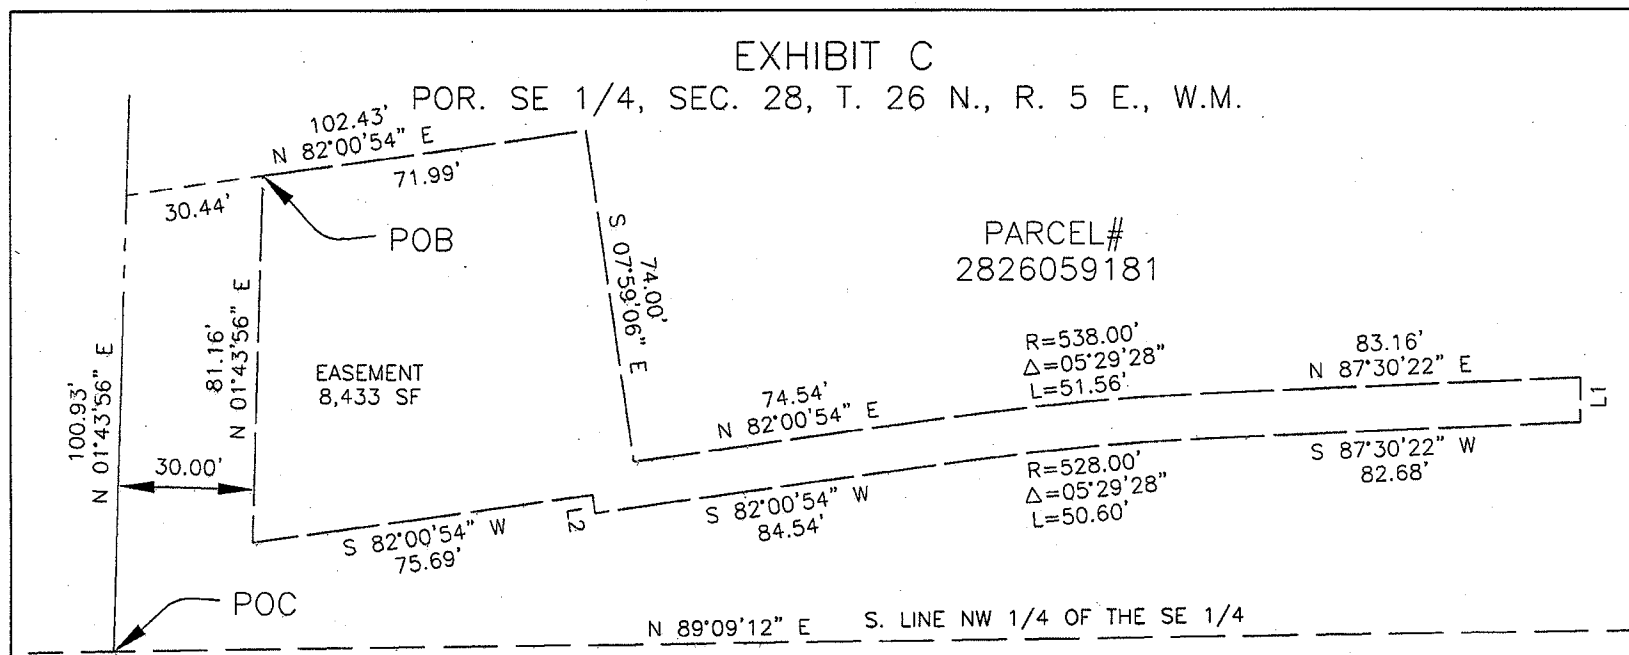 EXHIBIT C
POR. SE 1/4, SEC. 28, T. 26 N., R. 5 E., W.M.
102.43'
N 82°00'54" E
71.99'
30.44'
POB
S 07°59'06" E
74.00'
PARCEL#
2826059181
100.93'
N 01°43'56" E
81.16'
N 01°43'56" E
EASEMENT
8,433 SF
30.00'
74.54'
N 82°00'54" E
R=538.00'
Δ=05°29'28"
L=51.56'
83.16'
N 87°30'22" E
L1
S 82°00'54" W
75.69'
L2
S 82°00'54" W
84.54'
R=528.00'
Δ=05°29'28"
L=50.60'
S 87°30'22" W
82.68'
POC
N 89°09'12" E S. LINE NW 1/4 OF THE SE 1/4